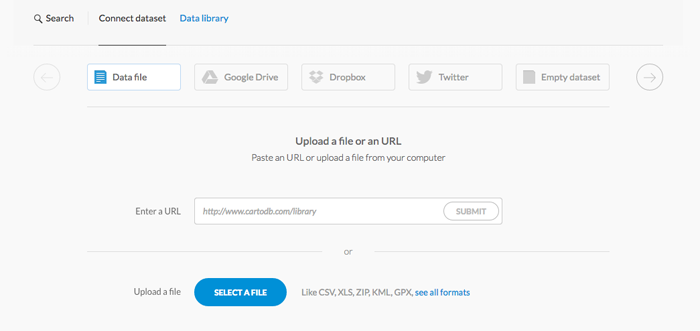 Search Connect dataset Data library
Data file Google Drive Dropbox Twitter Empty dataset
Upload a file or an URL
Paste an URL or upload a file from your computer
Enter a URL http://www.cartodb.com/library SUBMIT
or
Upload a file SELECT A FILE Like CSV, XLS, ZIP, KML, GPX, see all formats